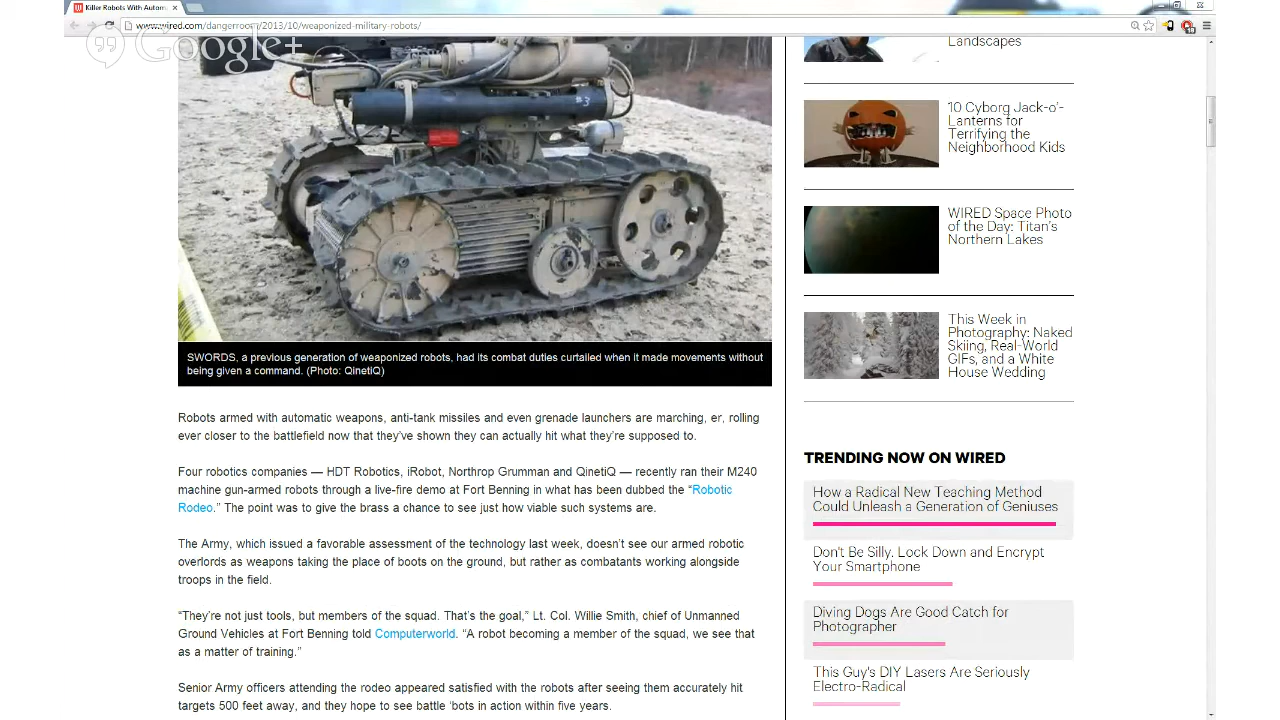 Killer Robots With Autom
www.wired.com/dangerroom/2013/10/weaponized-military-robots/
Google+
#3
SWORDS, a previous generation of weaponized robots, had its combat duties curtailed when it made movements without
being given a command. (Photo: QinetiQ)
Robots armed with automatic weapons, anti-tank missiles and even grenade launchers are marching, er, rolling
ever closer to the battlefield now that they've shown they can actually hit what they're supposed to.
Four robotics companies — HDT Robotics, iRobot, Northrop Grumman and QinetiQ — recently ran their M240
machine gun-armed robots through a live-fire demo at Fort Benning in what has been dubbed the “Robotic
Rodeo.” The point was to give the brass a chance to see just how viable such systems are.
The Army, which issued a favorable assessment of the technology last week, doesn't see our armed robotic
overlords as weapons taking the place of boots on the ground, but rather as combatants working alongside
troops in the field.
“They're not just tools, but members of the squad. That's the goal,” Lt. Col. Willie Smith, chief of Unmanned
Ground Vehicles at Fort Benning told Computerworld. “A robot becoming a member of the squad, we see that
as a matter of training.”
Senior Army officers attending the rodeo appeared satisfied with the robots after seeing them accurately hit
targets 500 feet away, and they hope to see battle ‘bots in action within five years.
Landscapes
10 Cyborg Jack-o'-
Lanterns for
Terrifying the
Neighborhood Kids
WIRED Space Photo
of the Day: Titan's
Northern Lakes
This Week in
Photography: Naked
Skiing, Real-World
GIFs, and a White
House Wedding
TRENDING NOW ON WIRED
How a Radical New Teaching Method
Could Unleash a Generation of Geniuses
Don't Be Silly. Lock Down and Encrypt
Your Smartphone
Diving Dogs Are Good Catch for
Photographer
This Guy's DIY Lasers Are Seriously
Electro-Radical